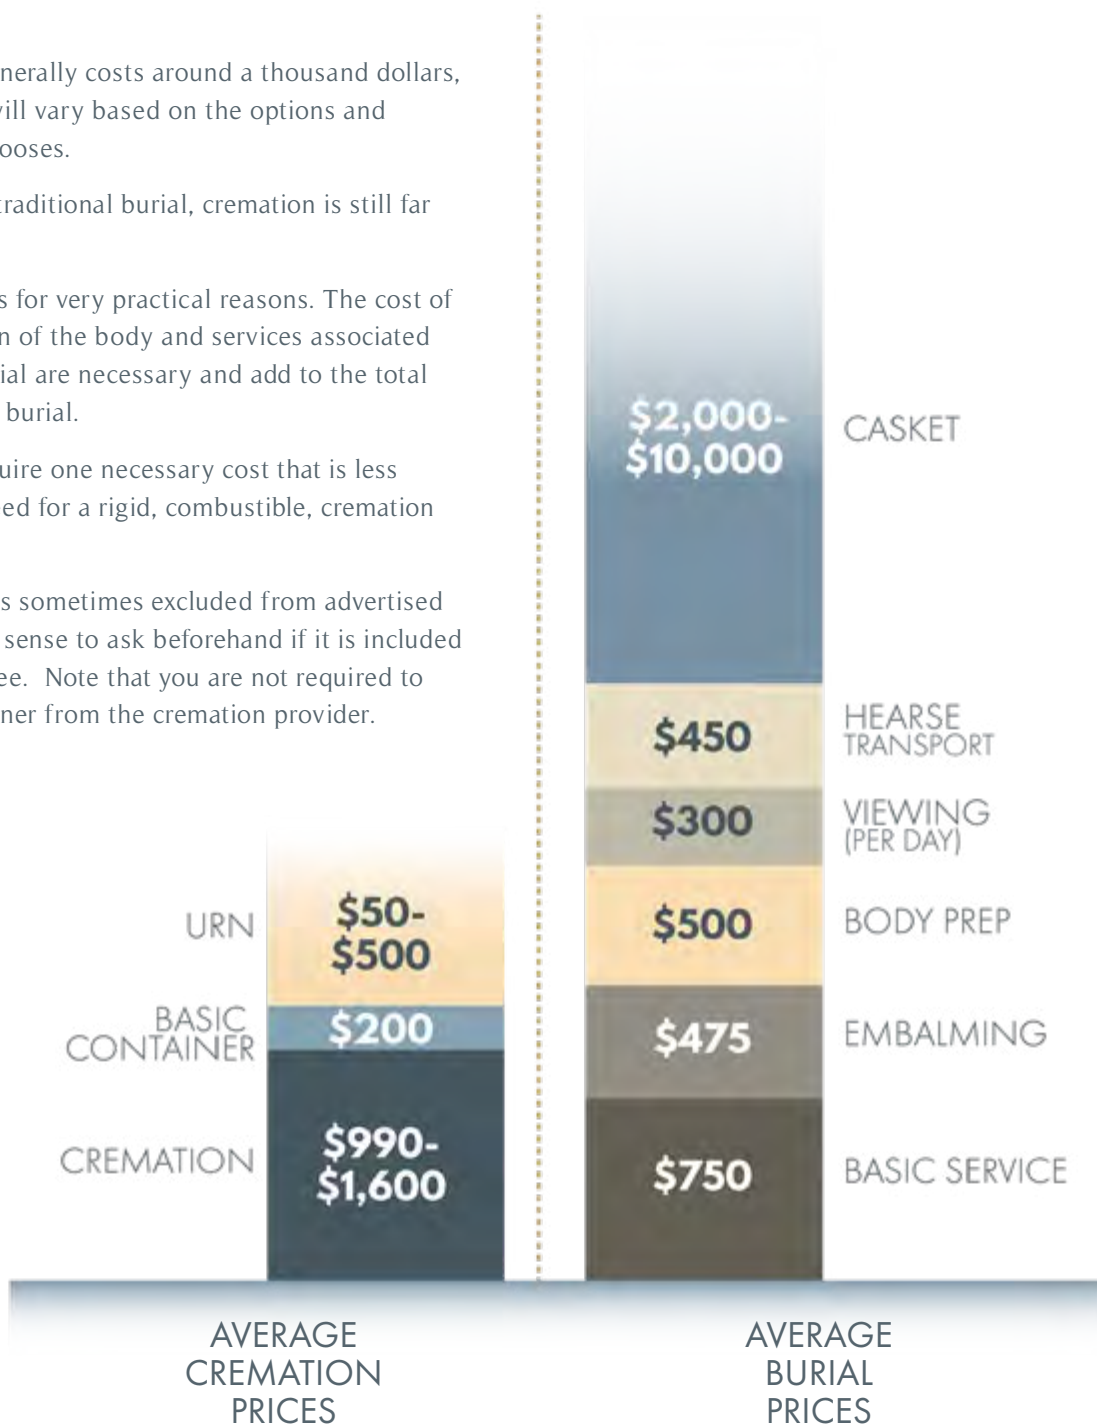 nerally costs around a thousand dollars,
vill vary based on the options and
ooses.
traditional burial, cremation is still far
s for very practical reasons. The cost of
n of the body and services associated
ial are necessary and add to the total
burial.
uire one necessary cost that is less
ed for a rigid, combustible, cremation
s sometimes excluded from advertised
sense to ask beforehand if it is included
ee. Note that you are not required to
ner from the cremation provider.
URN
$50-
$500
BASIC
CONTAINER
$200
CREMATION
$990-
$1,600
AVERAGE
CREMATION
PRICES
$2,000-
$10,000
CASKET
$450
HEARSE
TRANSPORT
$300
VIEWING
(PER DAY)
$500
BODY PREP
$475
EMBALMING
$750
BASIC SERVICE
AVERAGE
BURIAL
PRICES